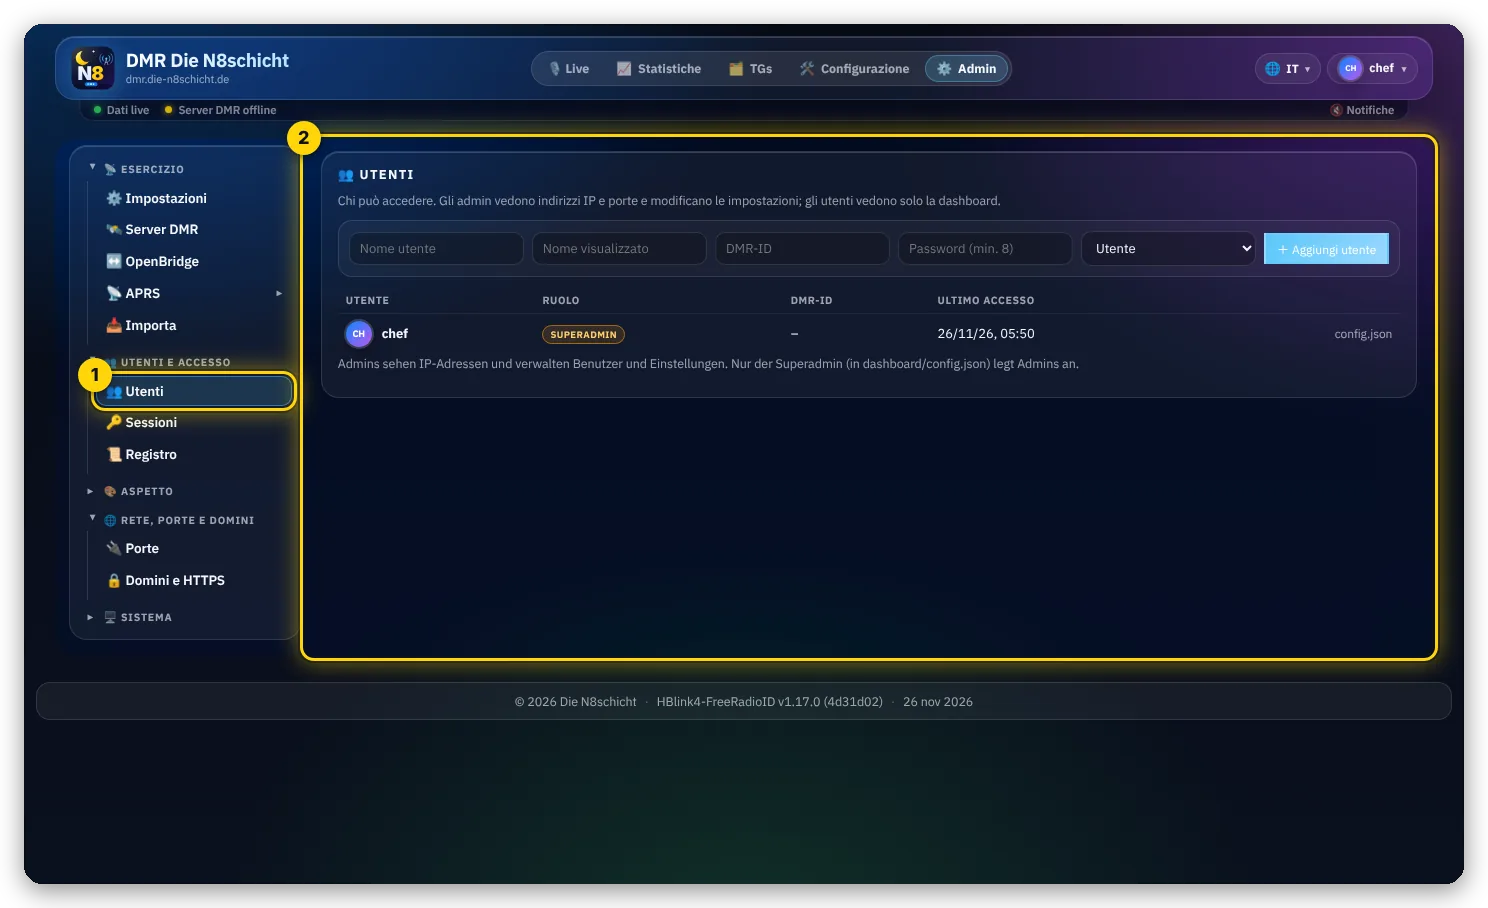 N8
DMR Die N8schicht
dmr.die-n8schicht.de
Live
Statistiche
TGs
Configurazione
Admin
IT
CH
chef
Dati live
Server DMR offline
Notifiche
2
ESERCIZIO
Impostazioni
Server DMR
OpenBridge
APRS
Importa
UTENTI E ACCESSO
1
Utenti
Sessioni
Registro
ASPETTO
RETE, PORTE E DOMINI
Porte
Domini e HTTPS
SISTEMA
UTENTI
Chi può accedere. Gli admin vedono indirizzi IP e porte e modificano le impostazioni; gli utenti vedono solo la dashboard.
Nome utente
Nome visualizzato
DMR-ID
Password (min. 8)
Utente
+ Aggiungi utente
UTENTE RUOLO DMR-ID ULTIMO ACCESSO
CH chef SUPERADMIN – 26/11/26, 05:50 config.json
Admins sehen IP-Adressen und verwalten Benutzer und Einstellungen. Nur der Superadmin (in dashboard/config.json) legt Admins an.
© 2026 Die N8schicht · HBlink4-FreeRadioID v1.17.0 (4d31d02) · 26 nov 2026